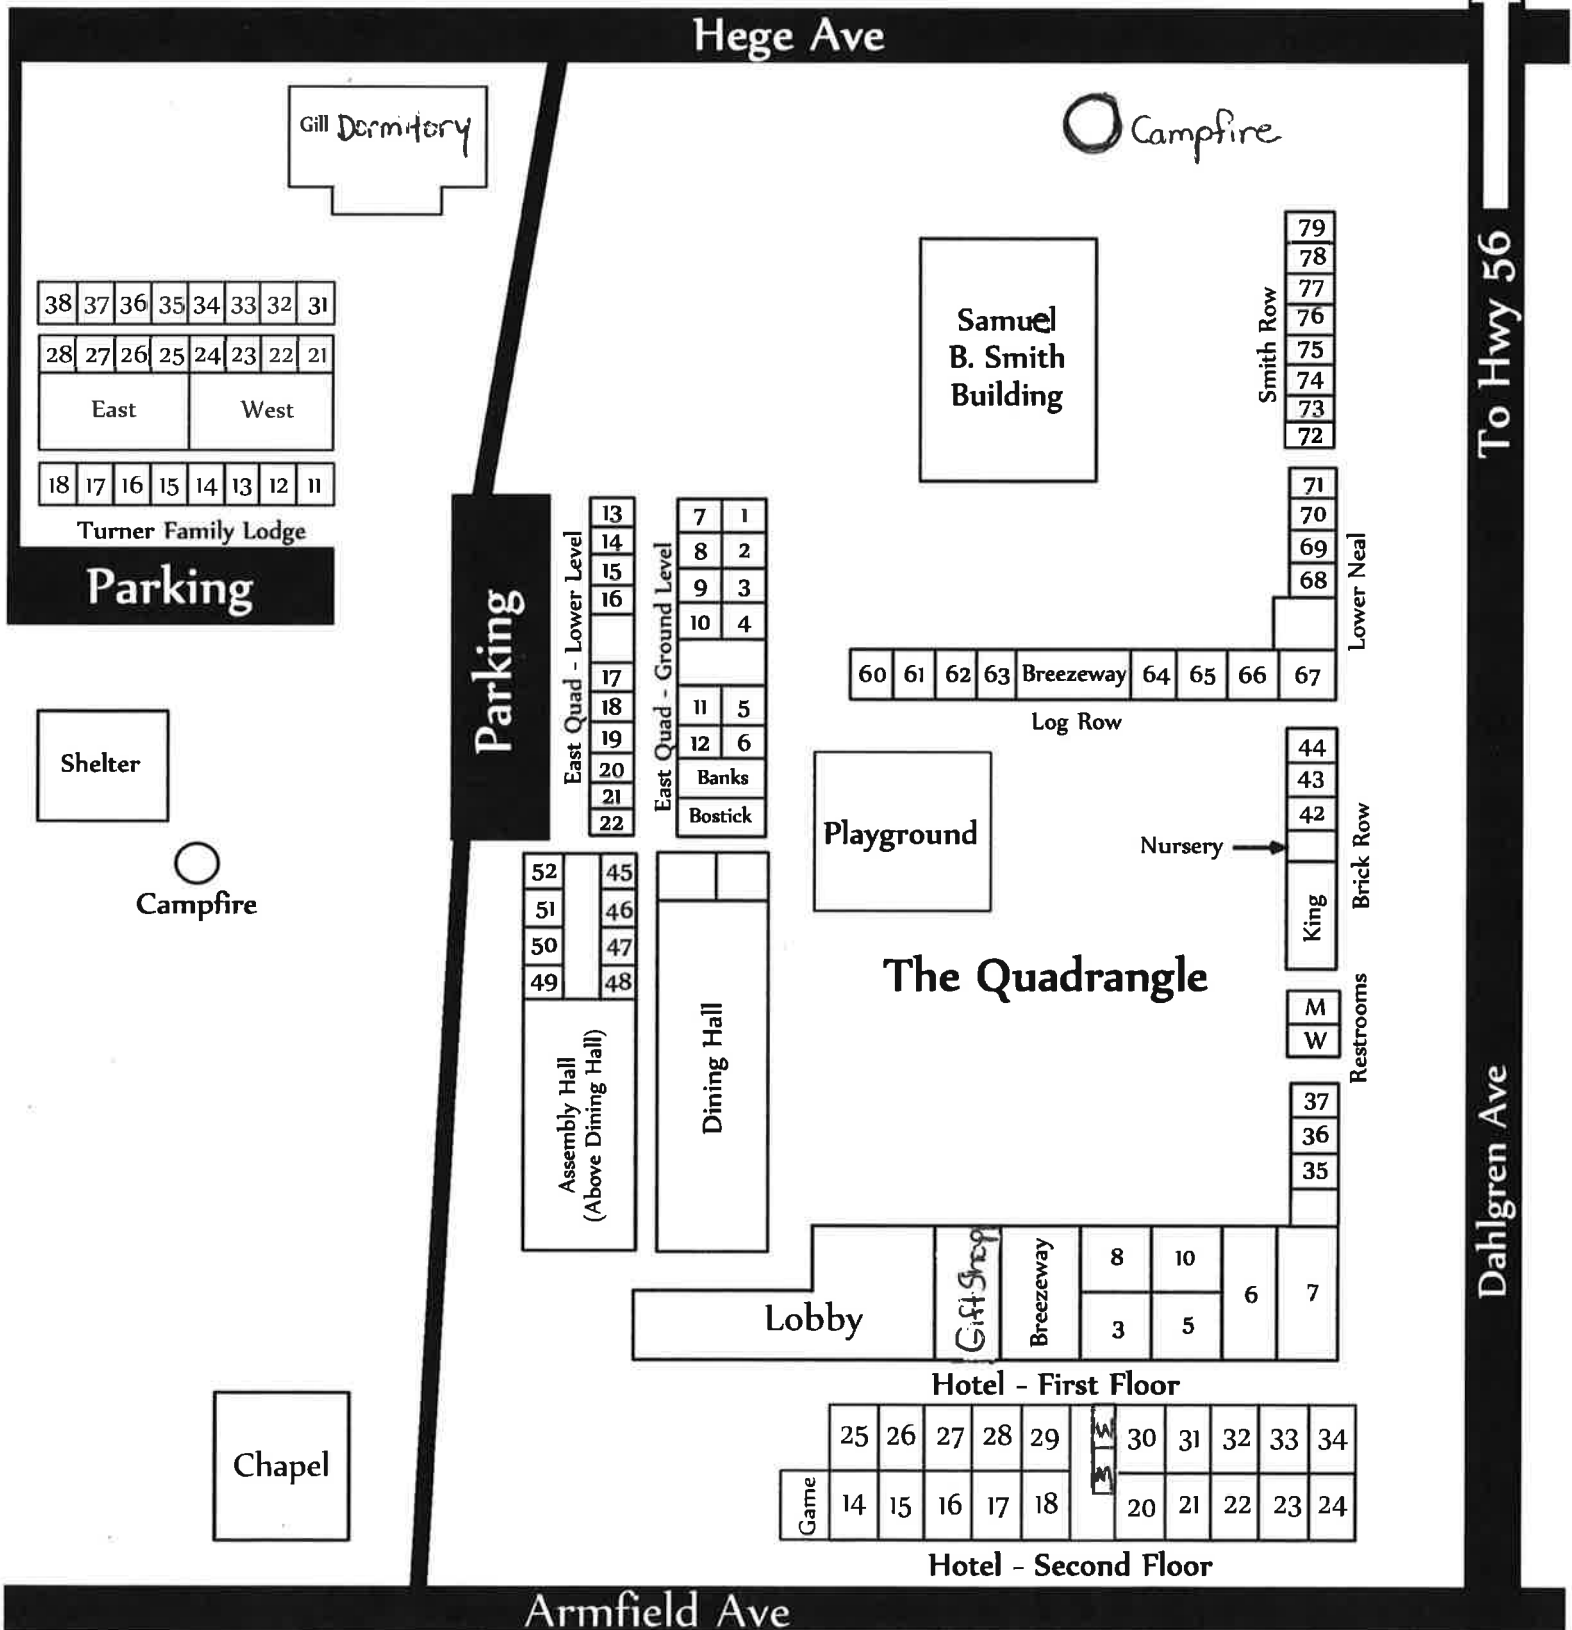 Hege Ave
Gill Dormitory
Campfire
To Hwy 56
79
78
77
76
75
74
73
72
Smith Row
Samuel
B. Smith
Building
38 37 36 35 34 33 32 31
28 27 26 25 24 23 22 21
East West
18 17 16 15 14 13 12 11
Turner Family Lodge
Parking
Parking
East Quad - Lower Level
13
14
15
16
17
18
19
20
21
22
East Quad - Ground Level
7 1
8 2
9 3
10 4
11 5
12 6
Banks
Bostick
71
70
69
68
Lower Neal
60 61 62 63 Breezeway 64 65 66 67
Log Row
Shelter
Campfire
Playground
44
43
42
Nursery
King
Brick Row
The Quadrangle
52 45
51 46
50 47
49 48
Assembly Hall
(Above Dining Hall)
Dining Hall
M
W
Restrooms
37
36
35
Dahlgren Ave
Lobby
Gift Shop
Breezeway
8 10
3 5
6 7
Hotel - First Floor
25 26 27 28 29 W 30 31 32 33 34
Game 14 15 16 17 18 M 20 21 22 23 24
Hotel - Second Floor
Chapel
Armfield Ave